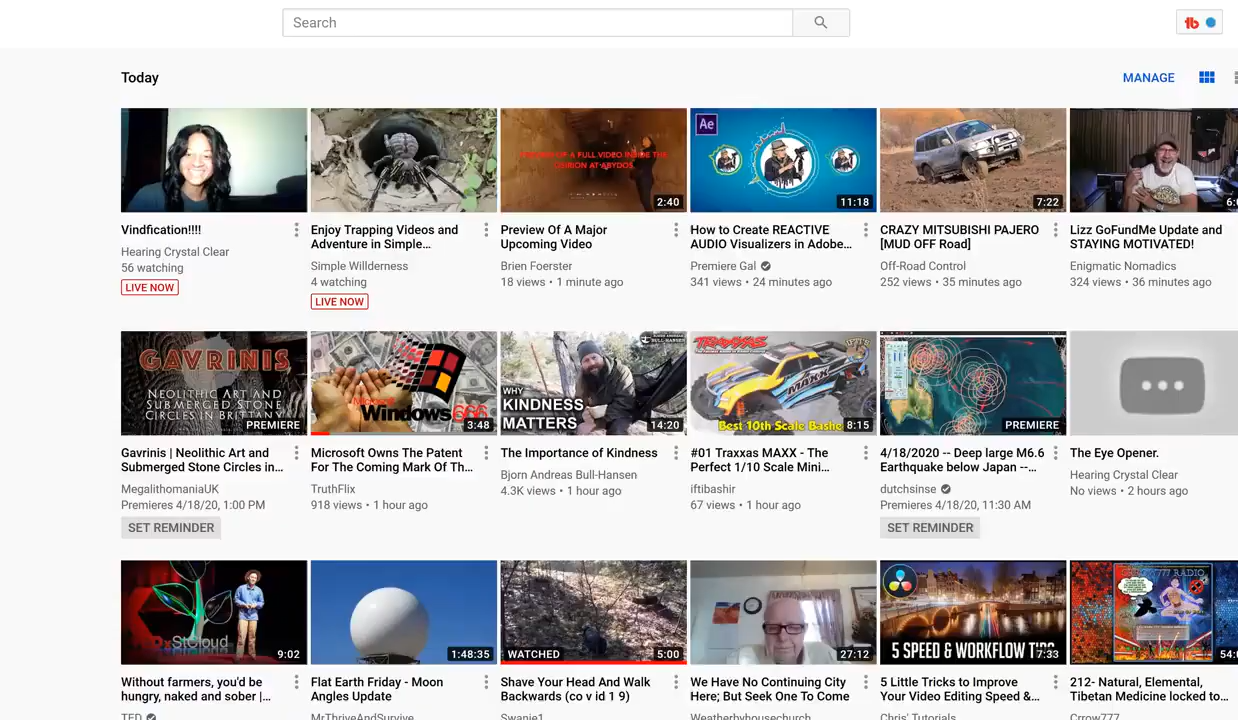 Search
Today
MANAGE
Ae
2:40
11:18
7:22
Vindfication!!!!
Hearing Crystal Clear
56 watching
LIVE NOW
Enjoy Trapping Videos and
Adventure in Simple...
Simple Willderness
4 watching
LIVE NOW
Preview Of A Major
Upcoming Video
Brien Foerster
18 views • 1 minute ago
How to Create REACTIVE
AUDIO Visualizers in Adobe...
Premiere Gal
341 views • 24 minutes ago
CRAZY MITSUBISHI PAJERO
[MUD OFF Road]
Off-Road Control
252 views • 35 minutes ago
Lizz GoFundMe Update and
STAYING MOTIVATED!
Enigmatic Nomadics
324 views • 36 minutes ago
GAVRINIS
NEOLITHIC ART AND
SUBMERGED STONE
CIRCLES IN BRITTANY
PREMIERE
Microsoft
Windows 666
3:48
WHY
KINDNESS
MATTERS
14:20
TRAXXAS
MAXX
Best 10th Scale Bashe
8:15
PREMIERE
Gavrinis | Neolithic Art and
Submerged Stone Circles in...
MegalithomaniaUK
Premieres 4/18/20, 1:00 PM
SET REMINDER
Microsoft Owns The Patent
For The Coming Mark Of Th...
TruthFlix
918 views • 1 hour ago
The Importance of Kindness
Bjorn Andreas Bull-Hansen
4.3K views • 1 hour ago
#01 Traxxas MAXX - The
Perfect 1/10 Scale Mini...
iftibashir
67 views • 1 hour ago
4/18/2020 -- Deep large M6.6
Earthquake below Japan --...
dutchsinse
Premieres 4/18/20, 11:30 AM
SET REMINDER
The Eye Opener.
Hearing Crystal Clear
No views • 2 hours ago
StCloud
9:02
1:48:35
WATCHED
5:00
27:12
5 SPEED & WORKFLOW TIPS
7:33
Without farmers, you'd be
hungry, naked and sober |...
TED
Flat Earth Friday - Moon
Angles Update
MrThriveAndSurvive
Shave Your Head And Walk
Backwards (co v id 1 9)
Swanie1
We Have No Continuing City
Here; But Seek One To Come
Weatherbyhousechurch
5 Little Tricks to Improve
Your Video Editing Speed &...
Chris' Tutorials
212- Natural, Elemental,
Tibetan Medicine locked to...
Crrow777